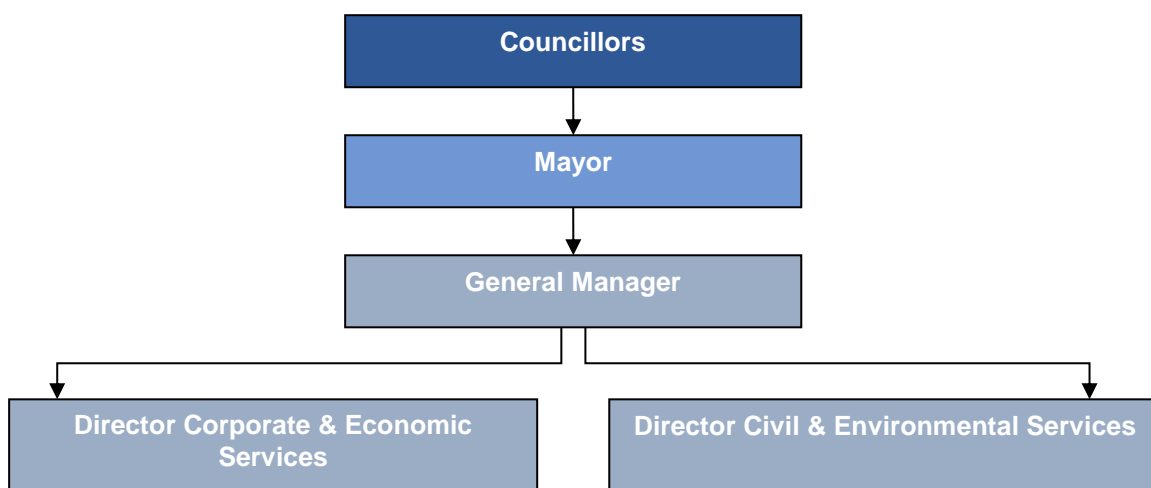 Councillors
Mayor
General Manager
Director Corporate & Economic
Services
Director Civil & Environmental Services